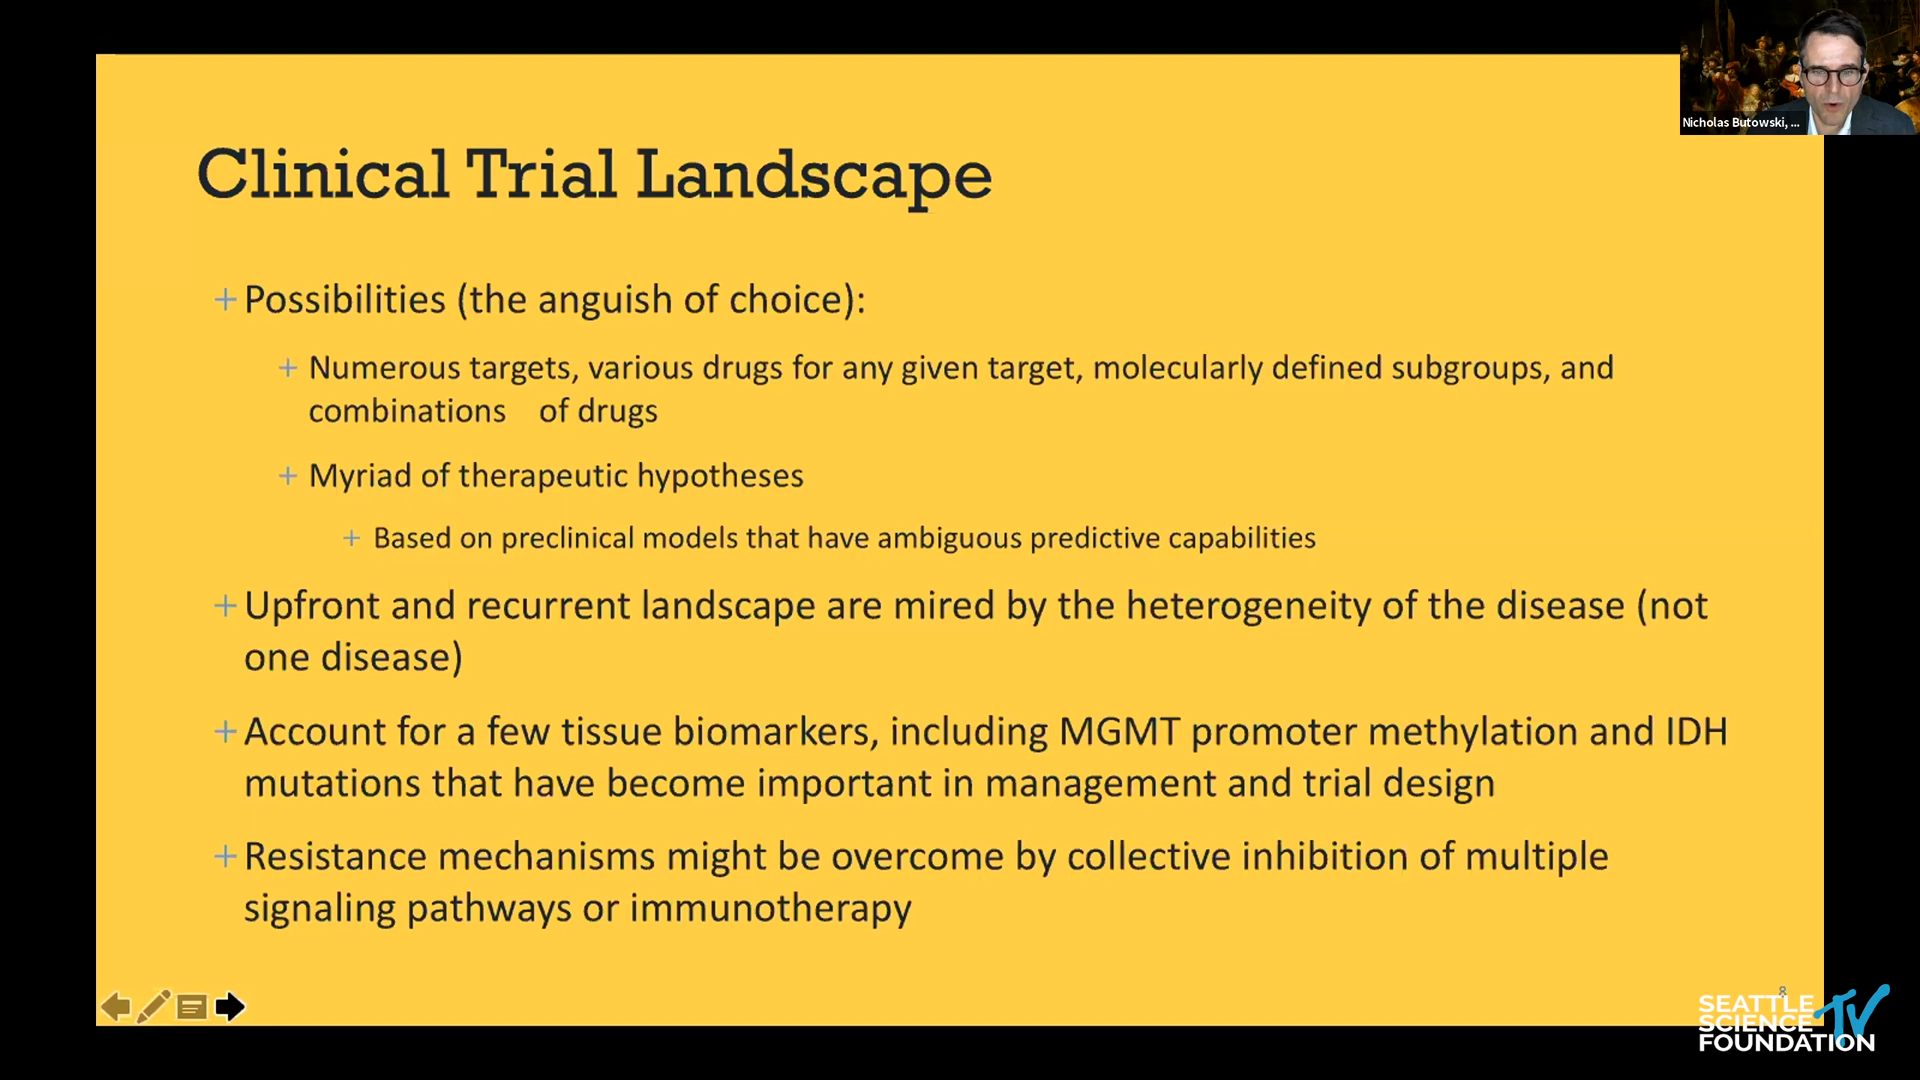 Nicholas Butowski, ...
Clinical Trial Landscape
+ Possibilities (the anguish of choice):
+ Numerous targets, various drugs for any given target, molecularly defined subgroups, and
combinations of drugs
+ Myriad of therapeutic hypotheses
+ Based on preclinical models that have ambiguous predictive capabilities
+ Upfront and recurrent landscape are mired by the heterogeneity of the disease (not
one disease)
+ Account for a few tissue biomarkers, including MGMT promoter methylation and IDH
mutations that have become important in management and trial design
+ Resistance mechanisms might be overcome by collective inhibition of multiple
signaling pathways or immunotherapy
8
SEATTLE
SCIENCE
FOUNDATION
TV